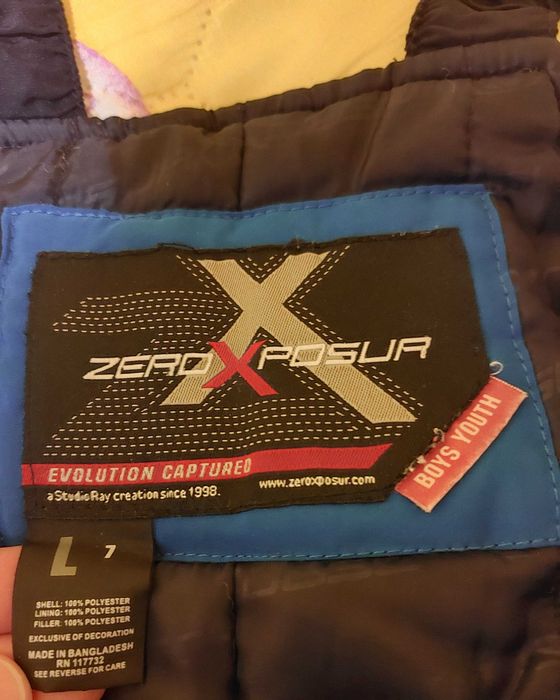 X
ZEROXPOSUR
EVOLUTION CAPTURED
a Studio Ray creation since 1998.
www.zeroxposur.com
BOYS YOUTH
L 7
SHELL: 100% POLYESTER
LINING: 100% POLYESTER
FILLER: 100% POLYESTER
EXCLUSIVE OF DECORATION
MADE IN BANGLADESH
RN 117732
SEE REVERSE FOR CARE